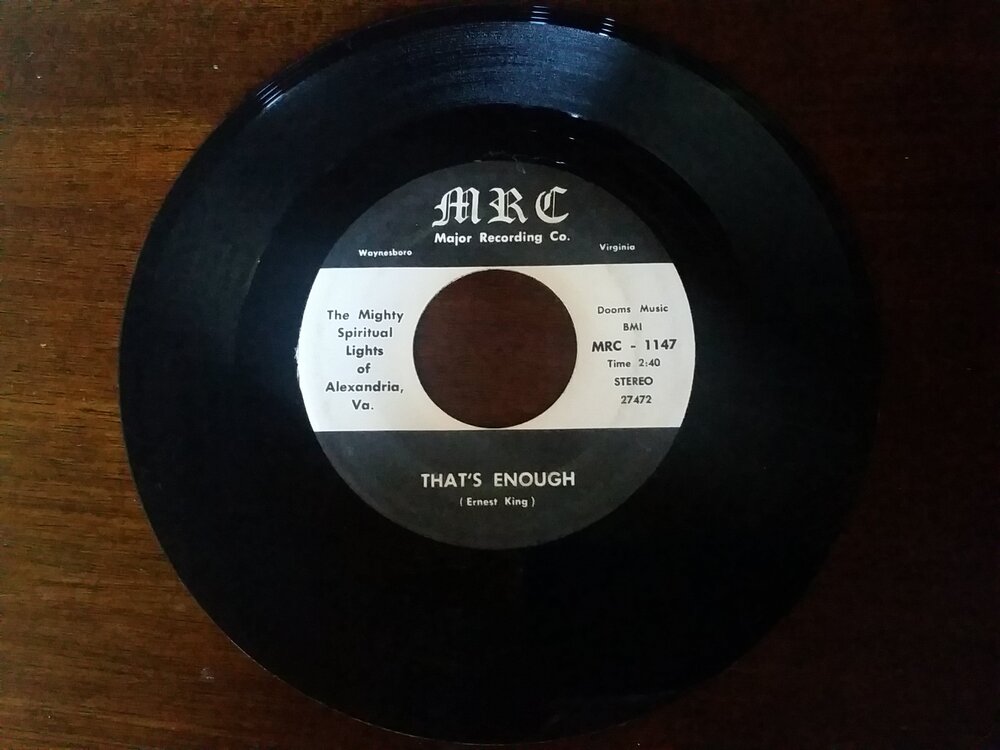 MRC
Major Recording Co.
Waynesboro
Virginia
The Mighty
Spiritual
Lights
of
Alexandria,
Va.
Dooms Music
BMI
MRC - 1147
Time 2:40
STEREO
27472
THAT'S ENOUGH
( Ernest King )